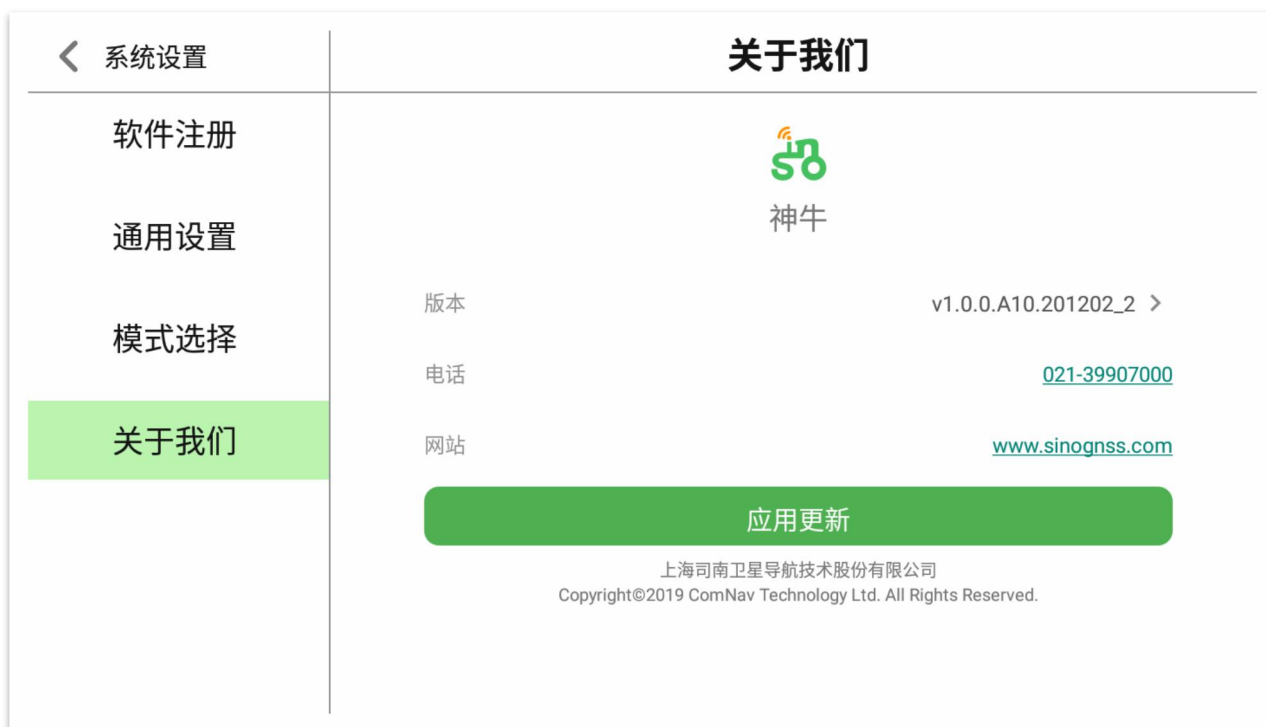 系统设置
软件注册
通用设置
模式选择
关于我们
关于我们
sino
神牛
版本 v1.0.0.A10.201202_2
电话 021-39907000
网站 www.sinognss.com
应用更新
上海司南卫星导航技术股份有限公司
Copyright©2019 ComNav Technology Ltd. All Rights Reserved.